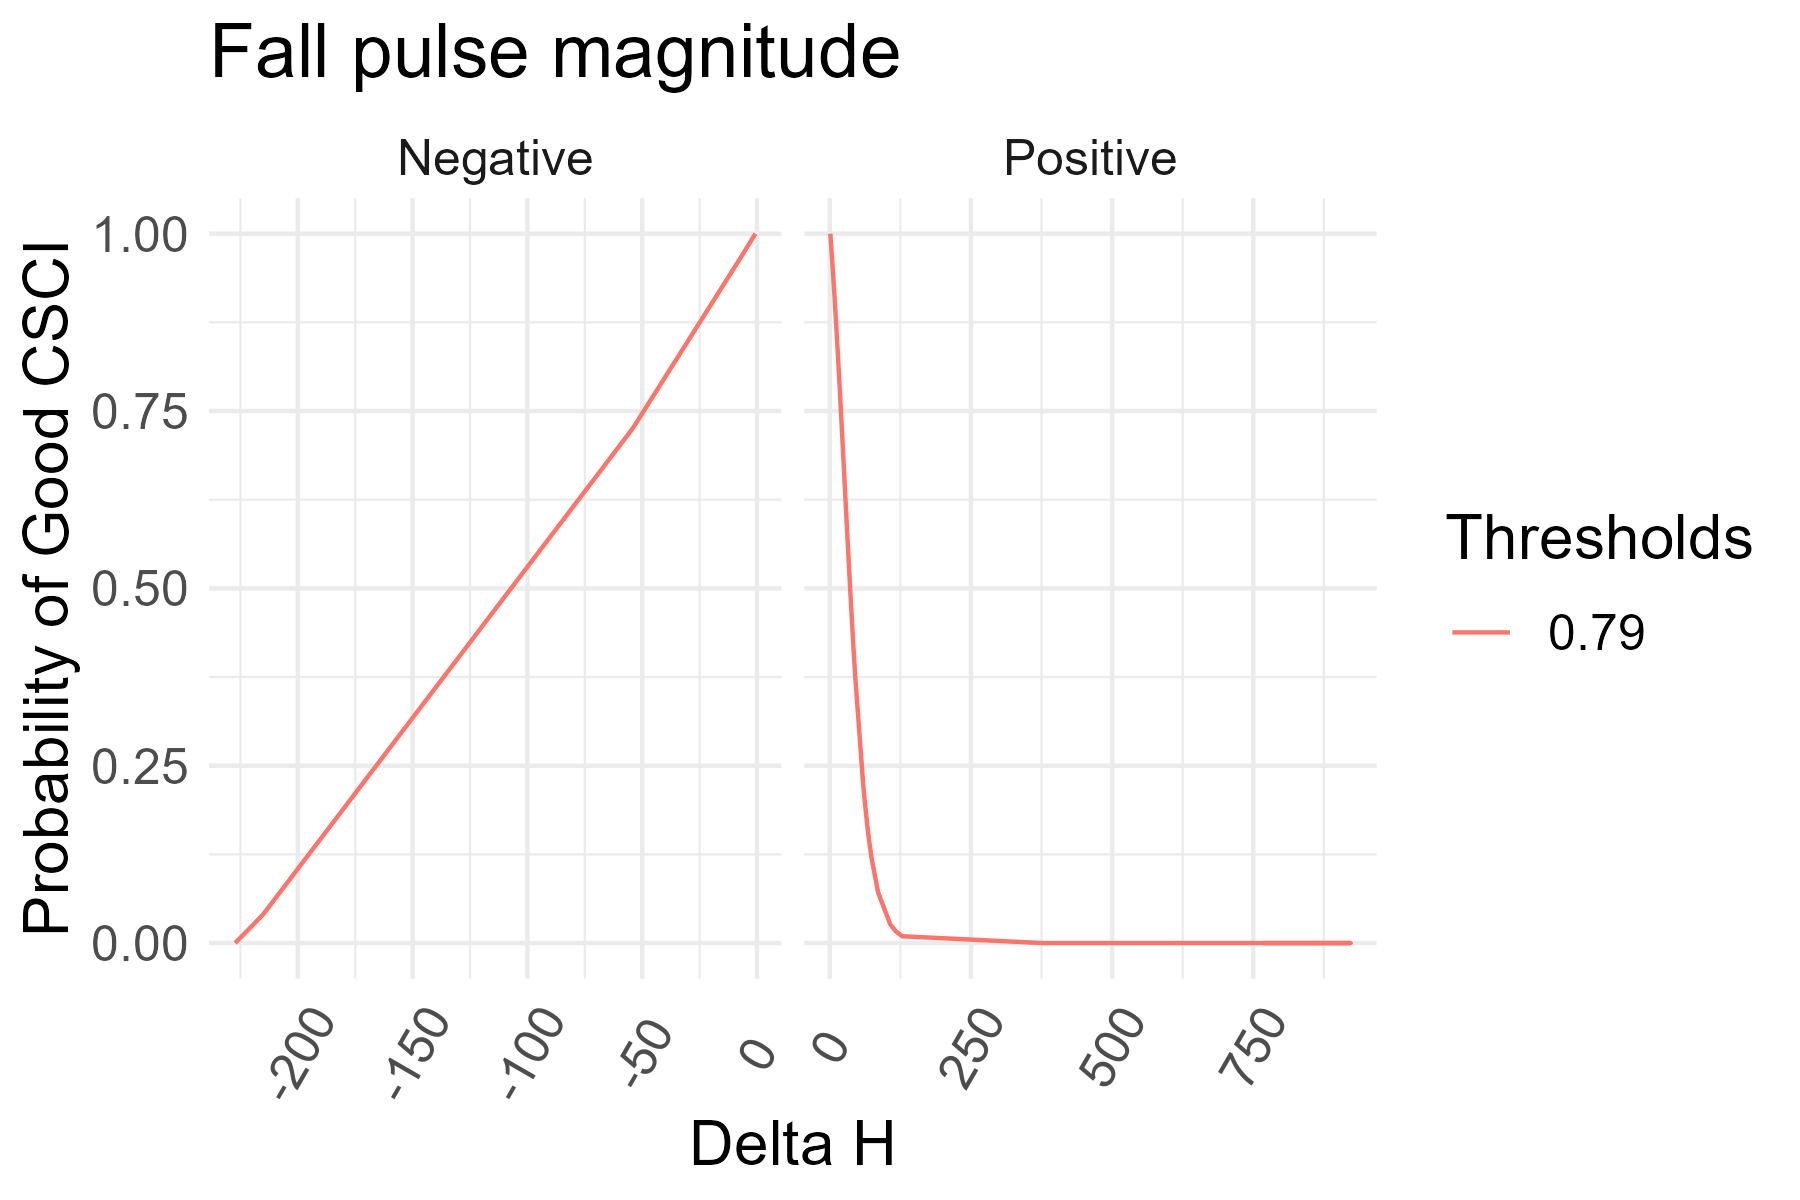 Fall pulse magnitude
Negative Positive
Probability of Good CSCI
1.00
0.75
0.50
0.25
0.00
-200 -150 -100 -50 0 0 250 500 750
Delta H
Thresholds
0.79